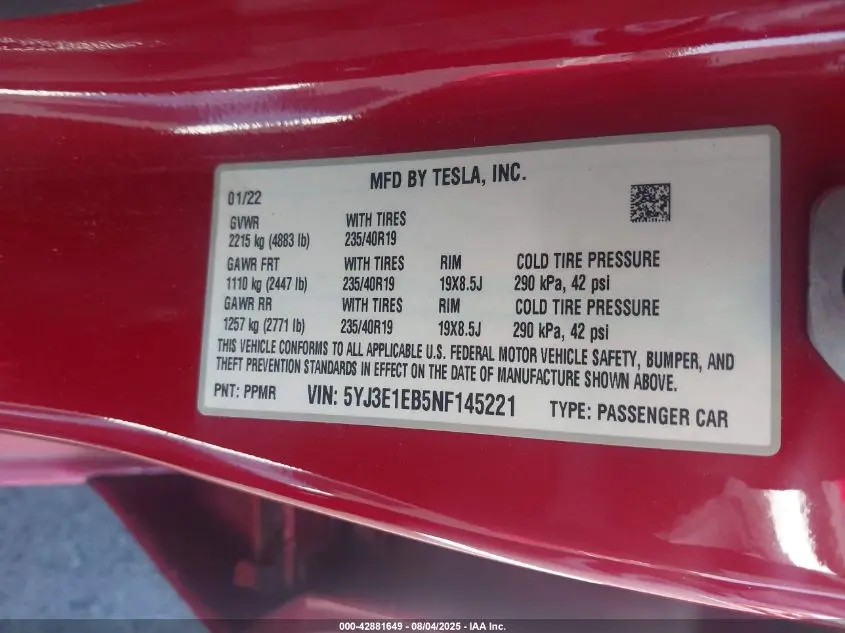 MFD BY TESLA, INC.
01/22
GVWR WITH TIRES
2215 kg (4883 lb) 235/40R19
GAWR FRT WITH TIRES RIM COLD TIRE PRESSURE
1110 kg (2447 lb) 235/40R19 19X8.5J 290 kPa, 42 psi
GAWR RR WITH TIRES RIM COLD TIRE PRESSURE
1257 kg (2771 lb) 235/40R19 19X8.5J 290 kPa, 42 psi
THIS VEHICLE CONFORMS TO ALL APPLICABLE U.S. FEDERAL MOTOR VEHICLE SAFETY, BUMPER, AND
THEFT PREVENTION STANDARDS IN EFFECT ON THE DATE OF MANUFACTURE SHOWN ABOVE.
PNT: PPMR VIN: 5YJ3E1EB5NF145221 TYPE: PASSENGER CAR
000-42881649 - 08/04/2025 - IAA Inc.